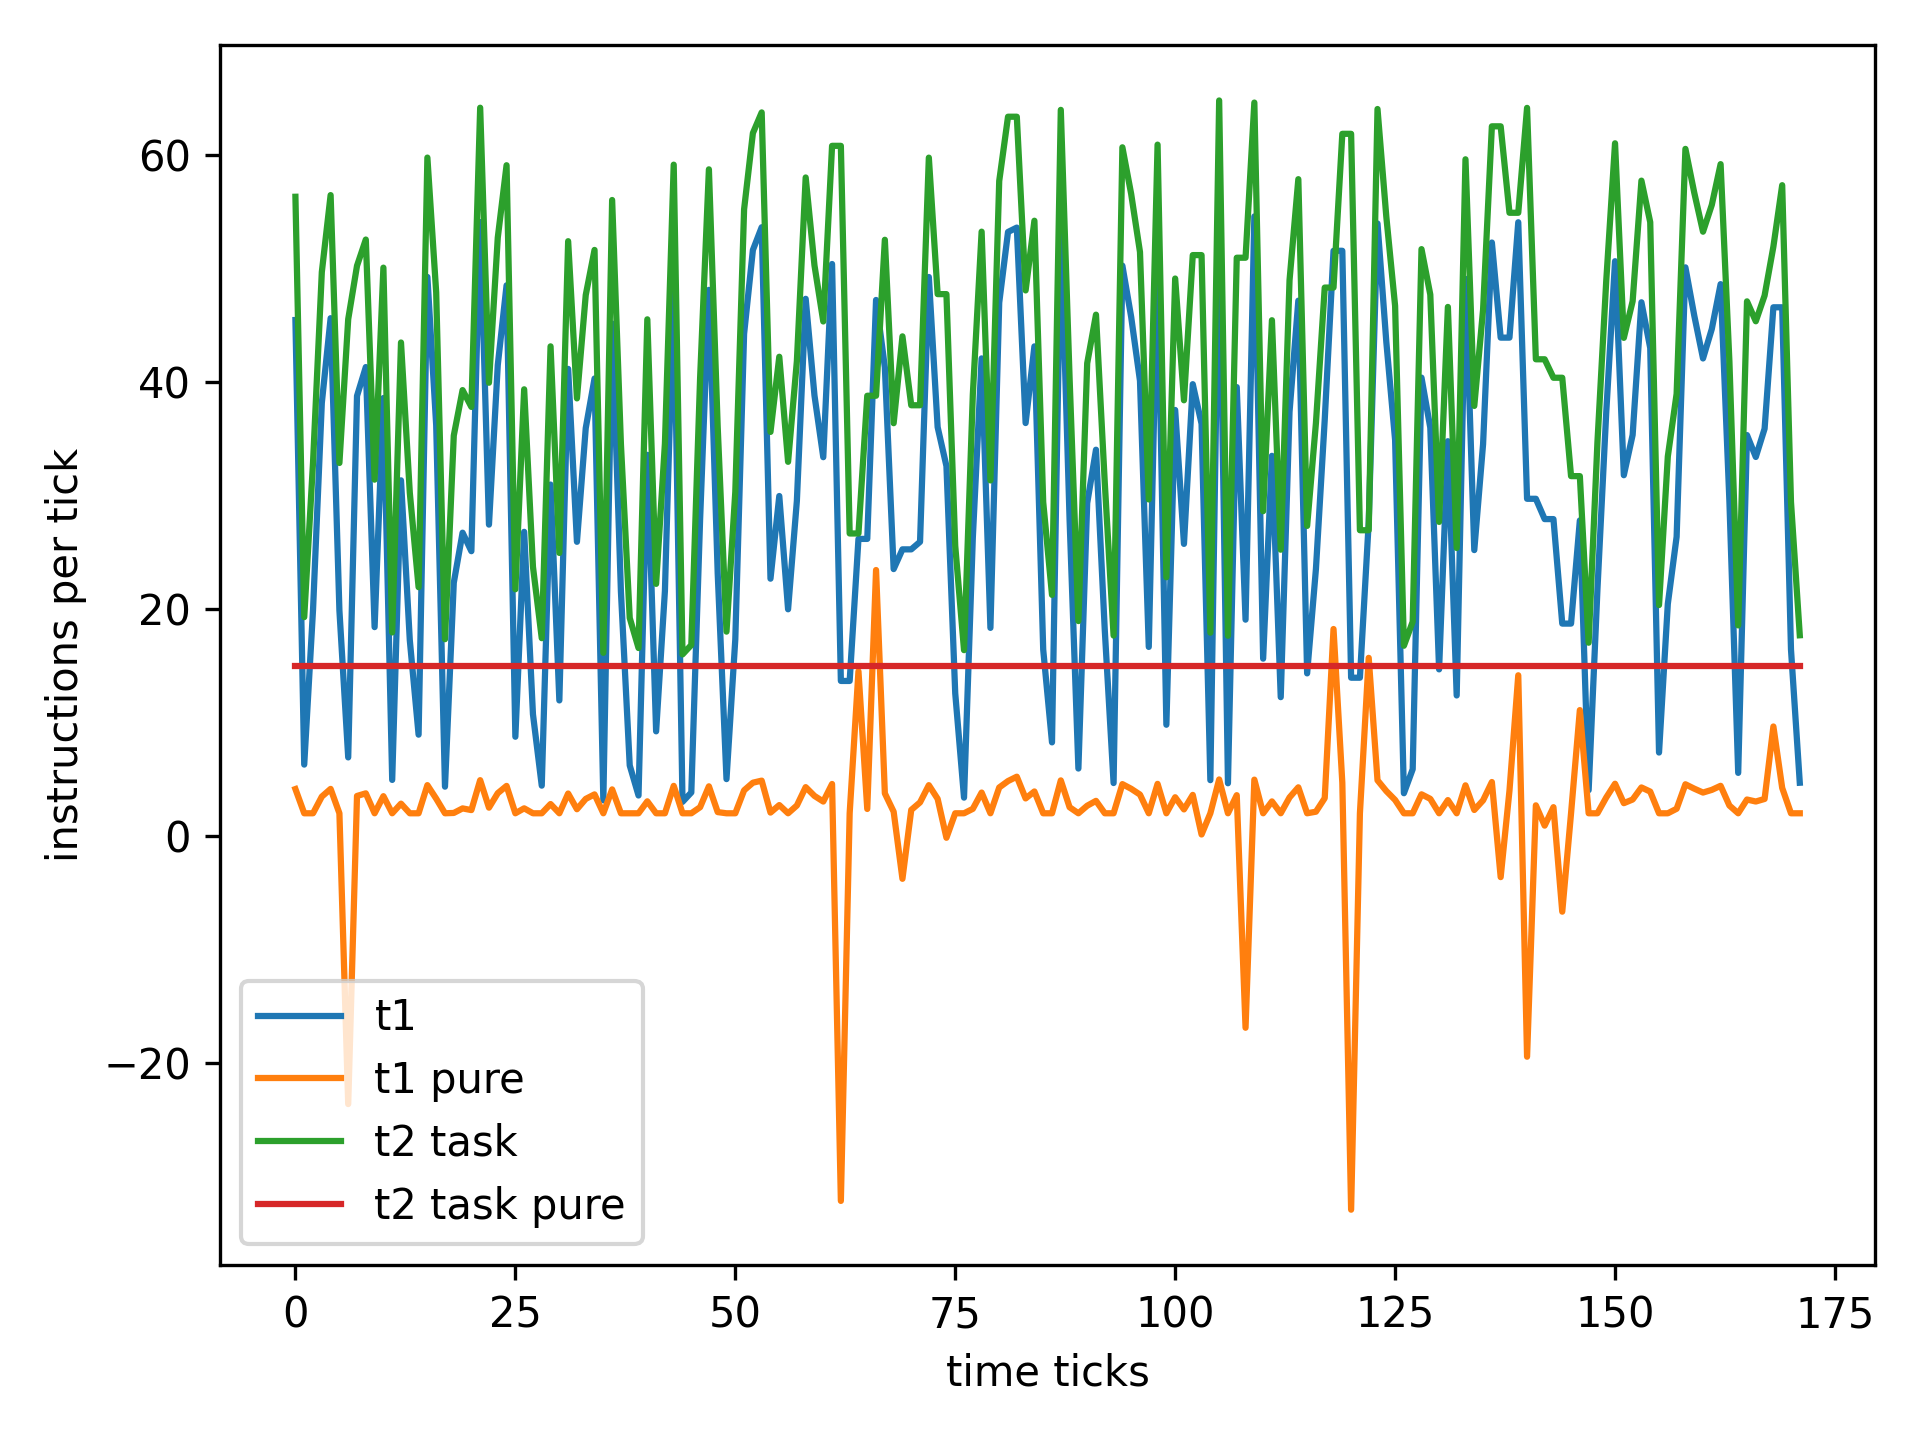 60
40
20
0
−20
instructions per tick
t1
t1 pure
t2 task
t2 task pure
0 25 50 75 100 125 150 175
time ticks